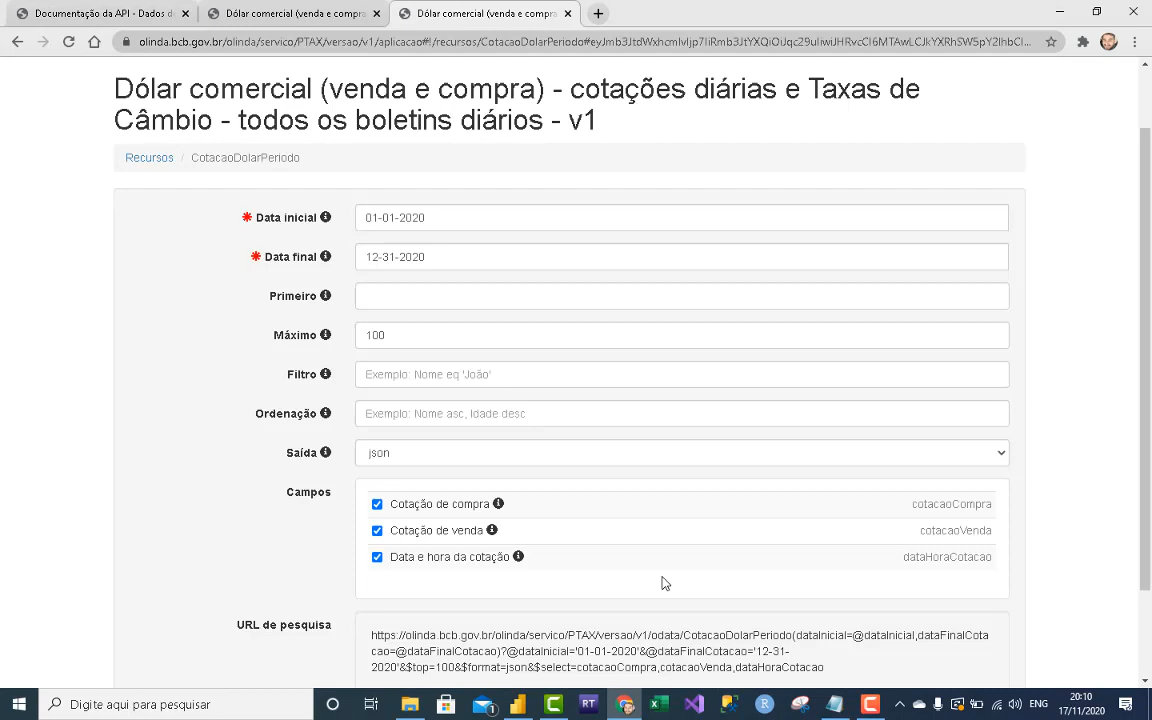 Documentação da API - Dados d
Dólar comercial (venda e compra
Dólar comercial (venda e compra
olinda.bcb.gov.br/olinda/servico/PTAX/versao/v1/aplicacao#!/recursos/CotacaoDolarPeriodo
Dólar comercial (venda e compra) - cotações diárias e Taxas de
Câmbio - todos os boletins diários - v1
Recursos / CotacaoDolarPeriodo
Data inicial 01-01-2020
Data final 12-31-2020
Primeiro
Máximo 100
Filtro Exemplo: Nome eq 'João'
Ordenação Exemplo: Nome asc, Idade desc
Saída json
Campos
Cotação de compra cotacaoCompra
Cotação de venda cotacaoVenda
Data e hora da cotação dataHoraCotacao
URL de pesquisa
https://olinda.bcb.gov.br/olinda/servico/PTAX/versao/v1/odata/CotacaoDolarPeriodo(dataInicial=@dataInicial,dataFinalCota
cao=@dataFinalCotacao)?@dataInicial='01-01-2020'&@dataFinalCotacao='12-31-
2020'&$top=100&$format=json&$select=cotacaoCompra,cotacaoVenda,dataHoraCotacao
Digite aqui para pesquisar
1
RT
R
ENG
20:10
17/11/2020